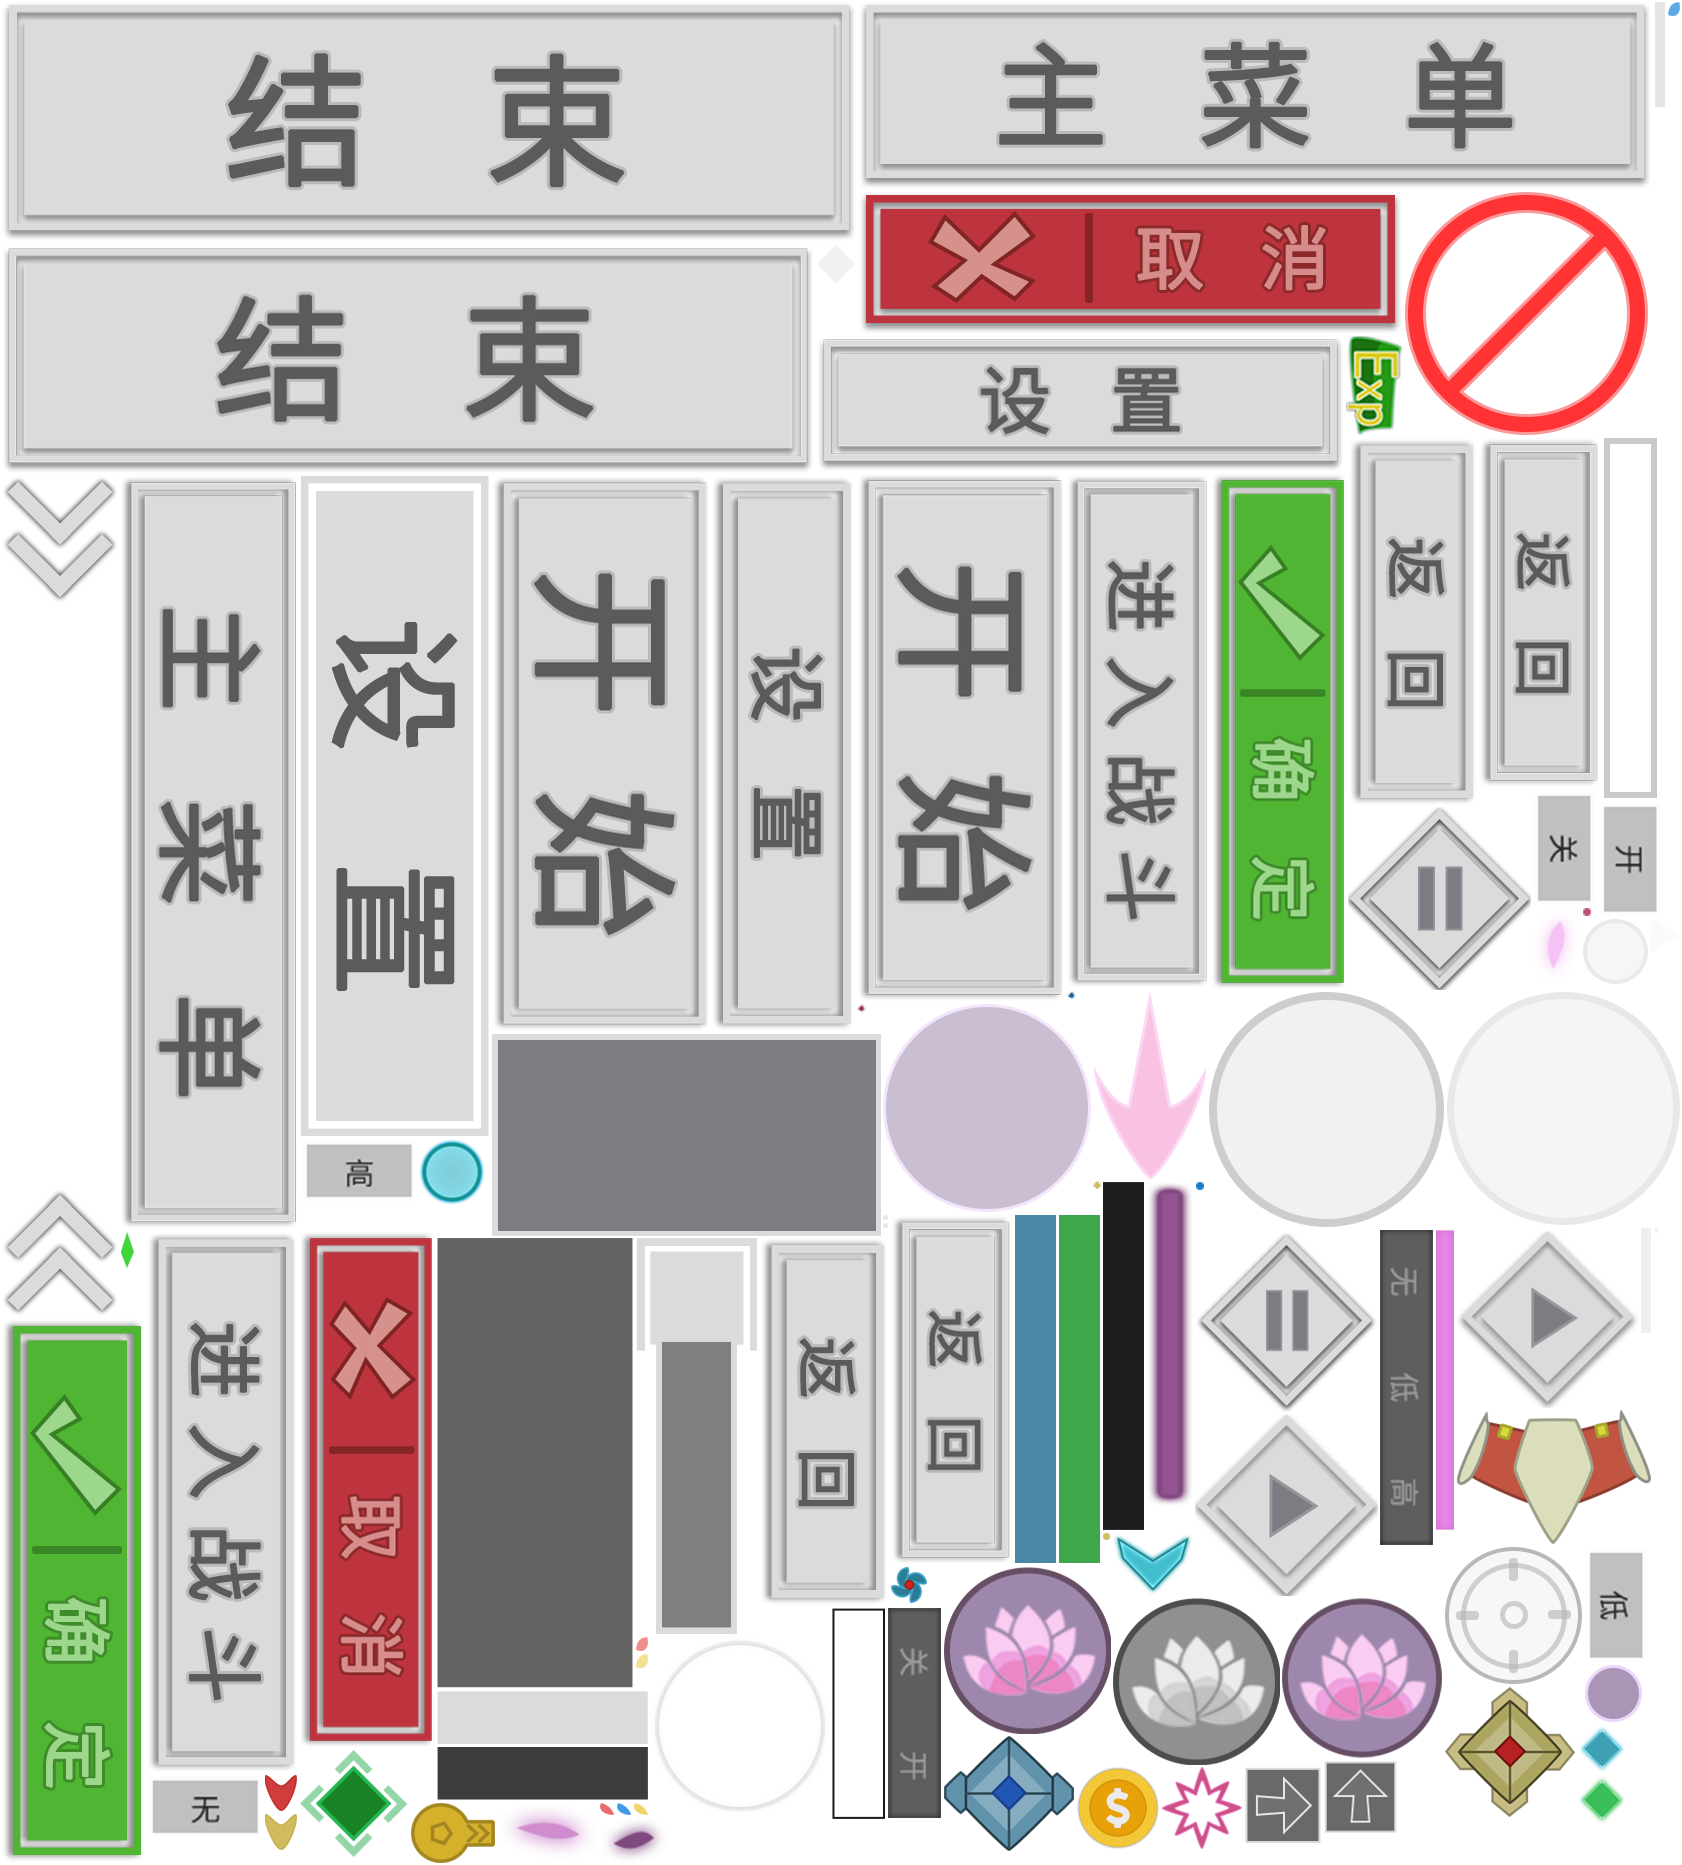 结束
主菜单
取消
结束
设置
Exp
主菜单
设置
开始
设置
开始
进入战斗
确定
返回
返回
关
开
高
确定
进入战斗
取消
返回
返回
无 低 高
低
关 开
无
$